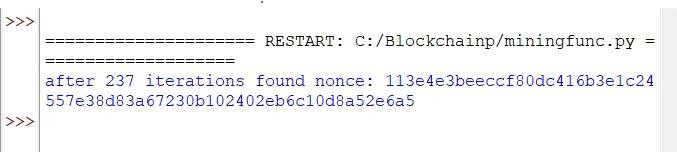 >>>
===================== RESTART: C:/Blockchainp/miningfunc.py =
===================
after 237 iterations found nonce: 113e4e3beeccf80dc416b3e1c24
557e38d83a67230b102402eb6c10d8a52e6a5
>>>